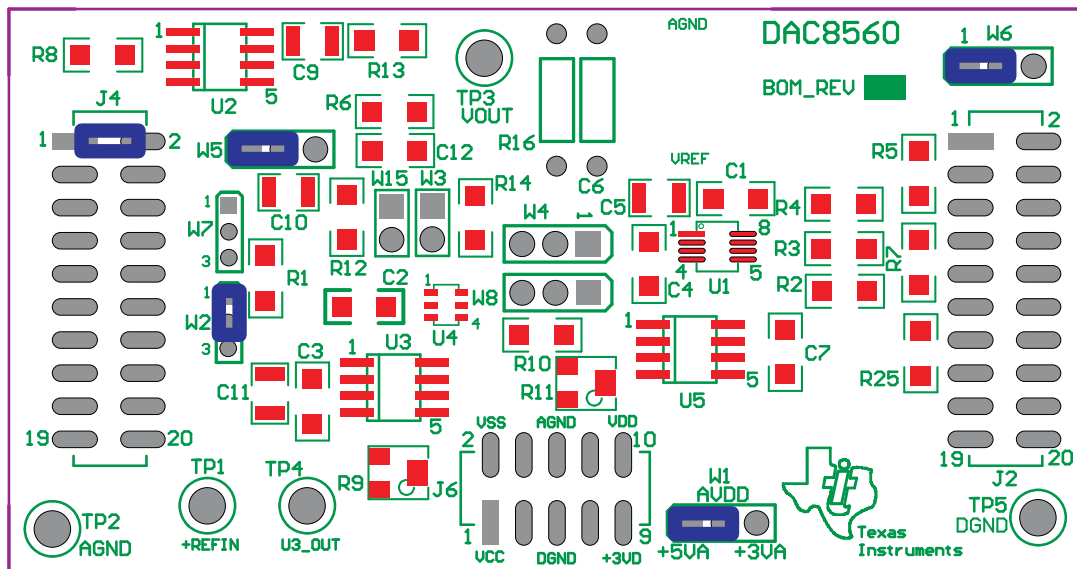 AGND
DAC8560
W6
BOM_REV
R8
1
U2
5
C9
R13
TP3
VOUT
R16
C6
J4
1
2
W5
R6
C12
1
2
R5
VREF
C10
W15
W3
R14
W4
1
C5
C1
R4
1
W7
3
R1
R12
1
8
4
5
U1
C4
R3
R7
R2
1
W2
3
C2
1
U4
4
W8
R10
R11
1
U5
5
C7
R25
C3
U3
1
5
C11
19
20
VSS
AGND
VDD
2
10
19
20
J2
TP1
TP4
R9
J6
W1
AVDD
TP5
DGND
TP2
AGND
+REFIN
U3_OUT
1
9
VCC
DGND
+3VD
+5VA
+3VA
Texas
Instruments